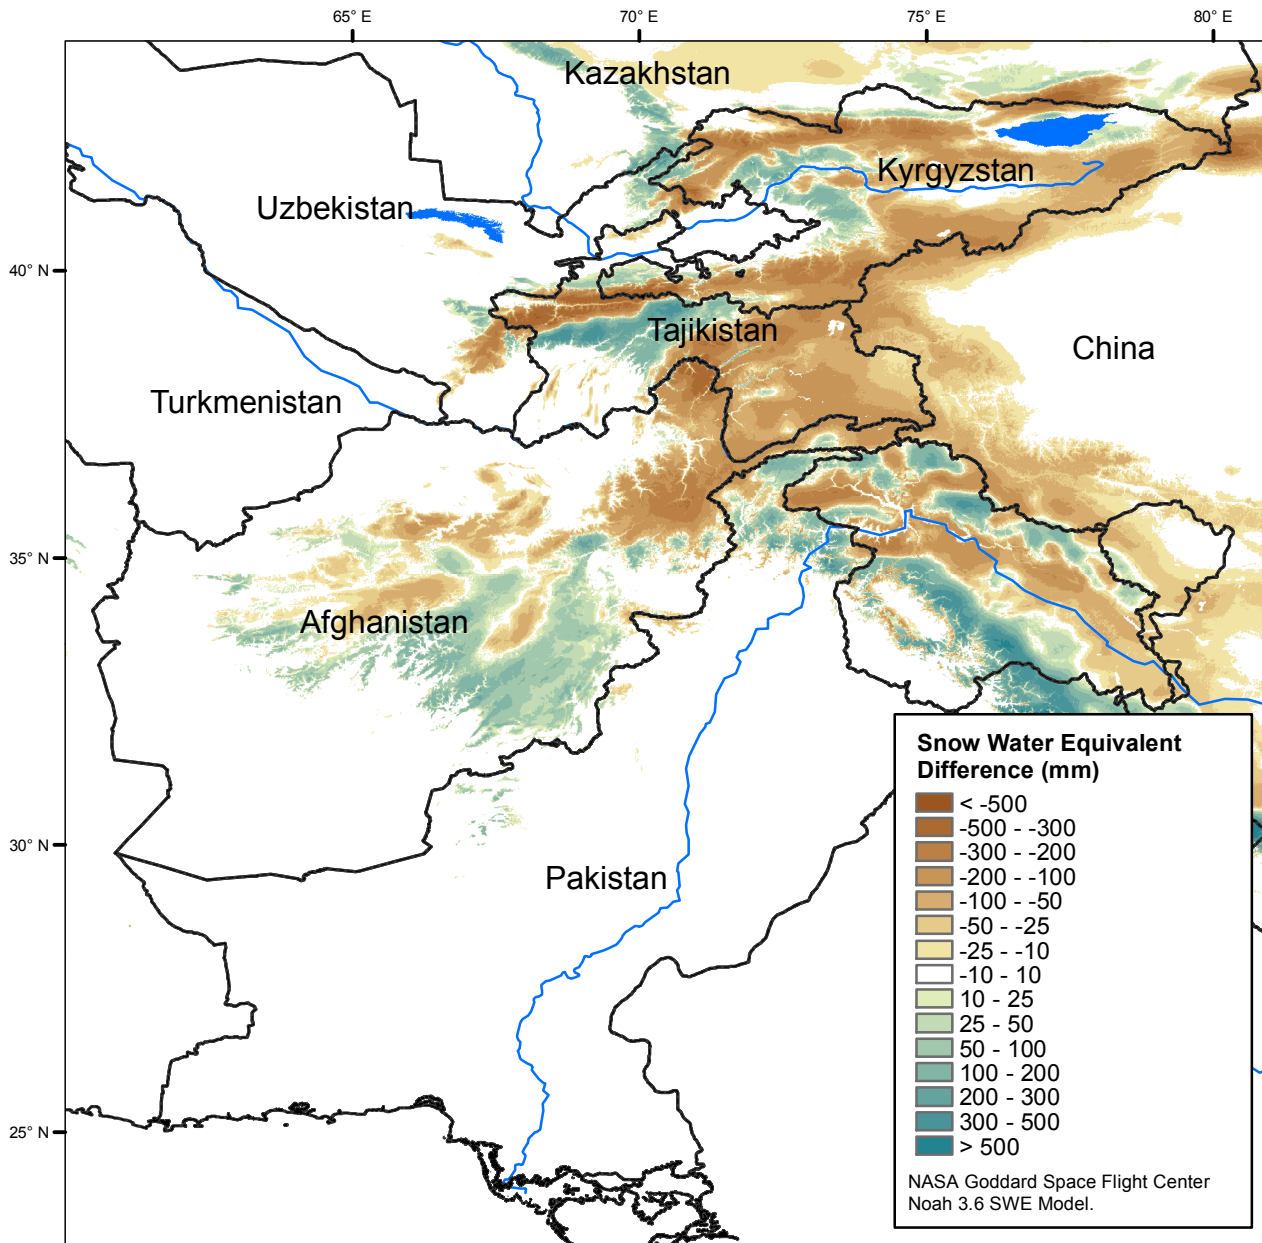 65° E
70° E
75° E
80° E
Kazakhstan
Kyrgyzstan
Uzbekistan
40° N
Tajikistan
China
Turkmenistan
35° N
Afghanistan
Snow Water Equivalent
Difference (mm)
< -500
-500 - -300
-300 - -200
-200 - -100
-100 - -50
-50 - -25
-25 - -10
-10 - 10
10 - 25
25 - 50
50 - 100
100 - 200
200 - 300
300 - 500
> 500
NASA Goddard Space Flight Center
Noah 3.6 SWE Model.
30° N
Pakistan
25° N